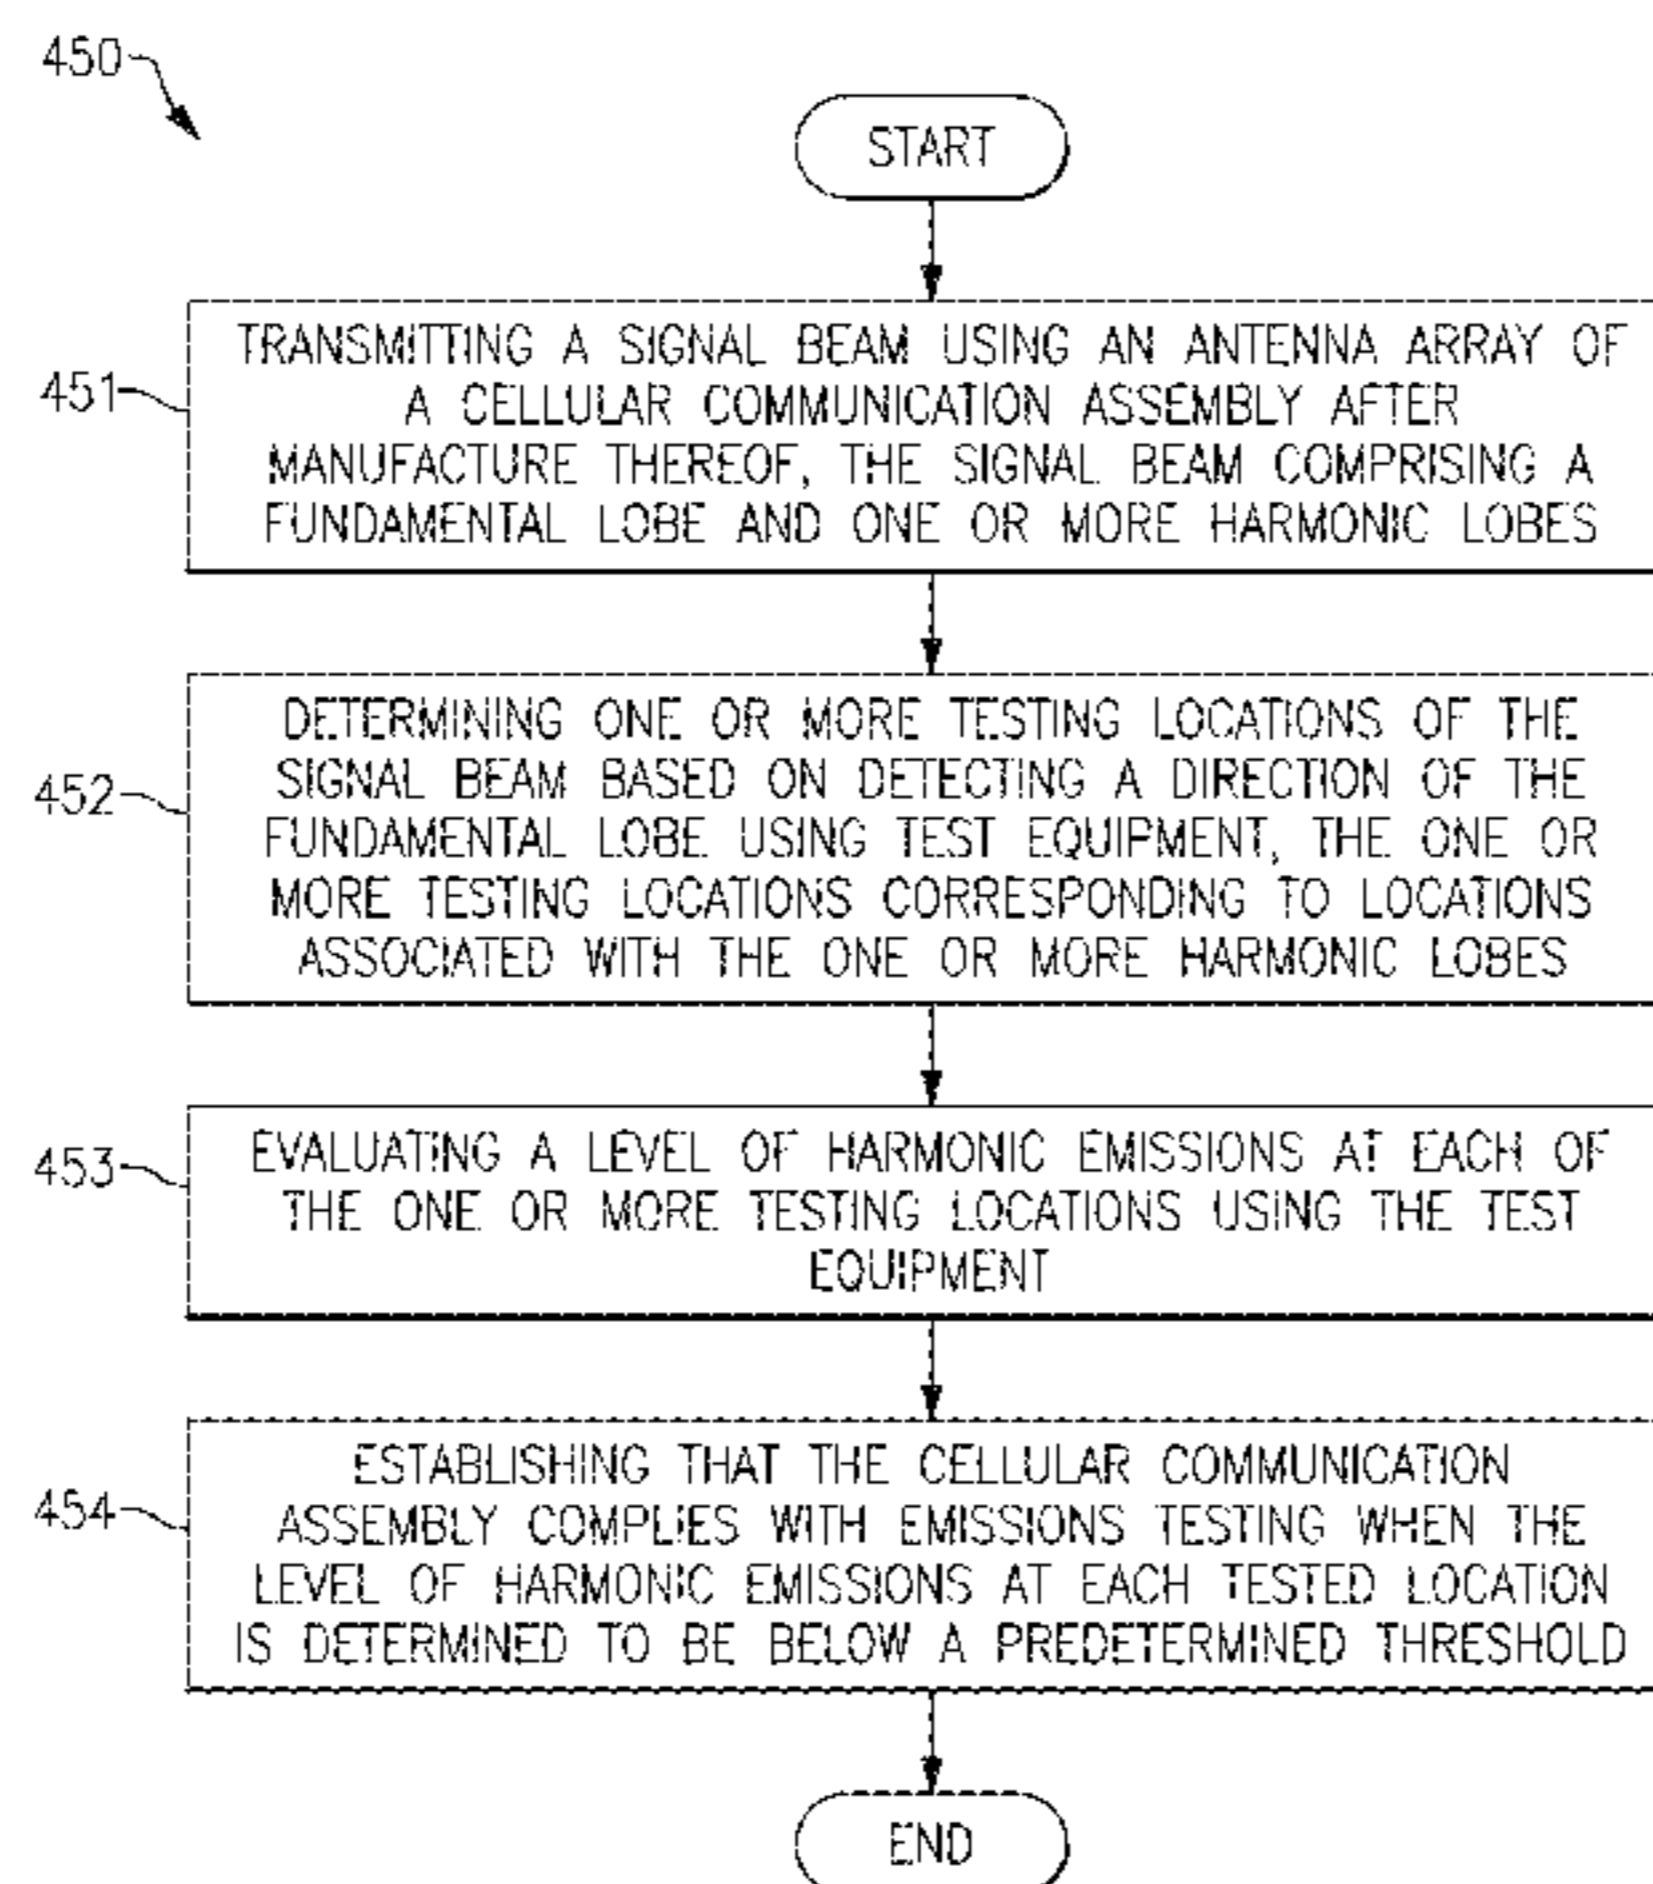 450
START
451
TRANSMITTING A SIGNAL BEAM USING AN ANTENNA ARRAY OF
A CELLULAR COMMUNICATION ASSEMBLY AFTER
MANUFACTURE THEREOF, THE SIGNAL BEAM COMPRISING A
FUNDAMENTAL LOBE AND ONE OR MORE HARMONIC LOBES
452
DETERMINING ONE OR MORE TESTING LOCATIONS OF THE
SIGNAL BEAM BASED ON DETECTING A DIRECTION OF THE
FUNDAMENTAL LOBE USING TEST EQUIPMENT, THE ONE OR
MORE TESTING LOCATIONS CORRESPONDING TO LOCATIONS
ASSOCIATED WITH THE ONE OR MORE HARMONIC LOBES
453
EVALUATING A LEVEL OF HARMONIC EMISSIONS AT EACH OF
THE ONE OR MORE TESTING LOCATIONS USING THE TEST
EQUIPMENT
454
ESTABLISHING THAT THE CELLULAR COMMUNICATION
ASSEMBLY COMPLIES WITH EMISSIONS TESTING WHEN THE
LEVEL OF HARMONIC EMISSIONS AT EACH TESTED LOCATION
IS DETERMINED TO BE BELOW A PREDETERMINED THRESHOLD
END